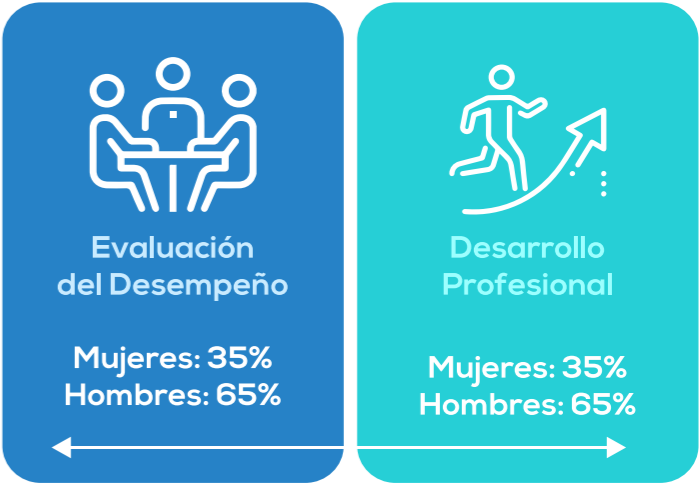 Evaluación
del Desempeño
Mujeres: 35%
Hombres: 65%
Desarrollo
Profesional
Mujeres: 35%
Hombres: 65%